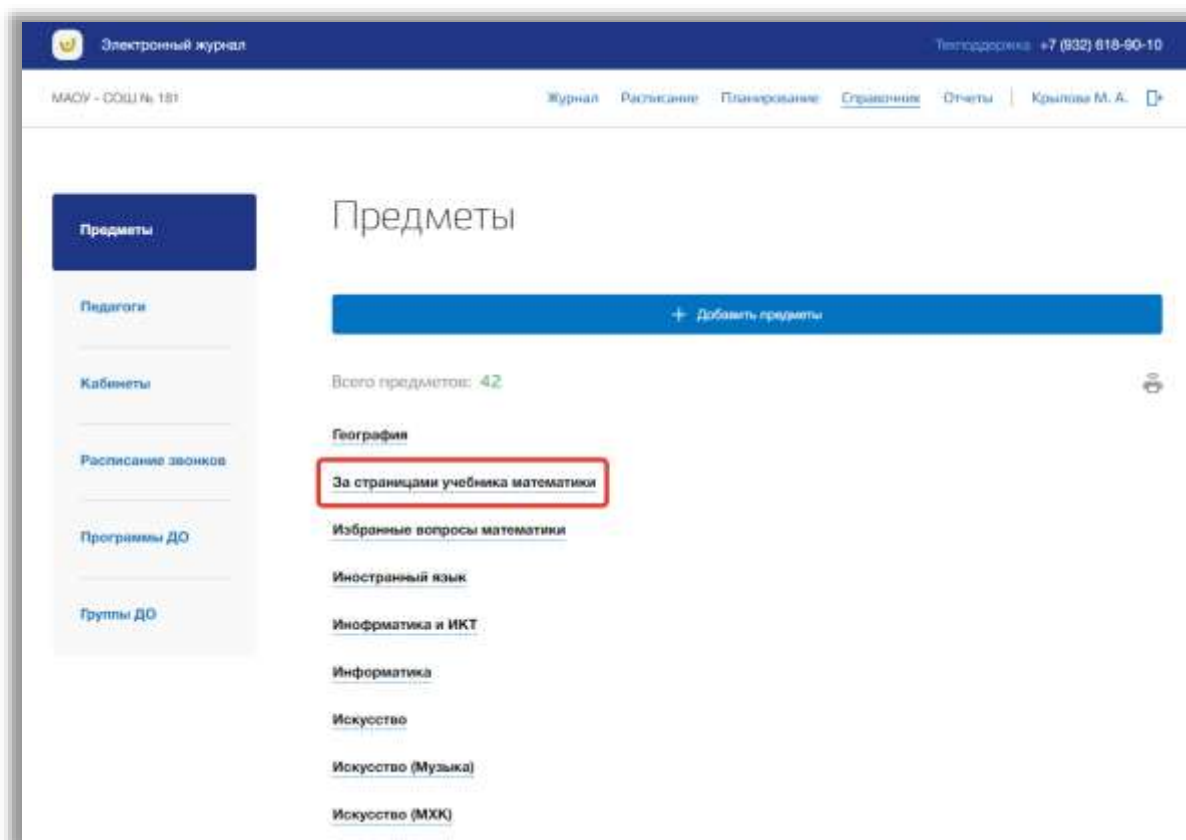 Электронный журнал
Техподдержка +7 (932) 618-90-10
МАОУ - СОШ № 181
Журнал Расписание Планирование Справочник Отчеты Крылова М. А.
Предметы
Предметы
Педагоги
Кабинеты
Расписание звонков
Программы ДО
Группы ДО
+ Добавить предметы
Всего предметов: 42
География
За страницами учебника математики
Избранные вопросы математики
Иностранный язык
Инофрматика и ИКТ
Информатика
Искусство
Искусство (Музыка)
Искусство (МХК)